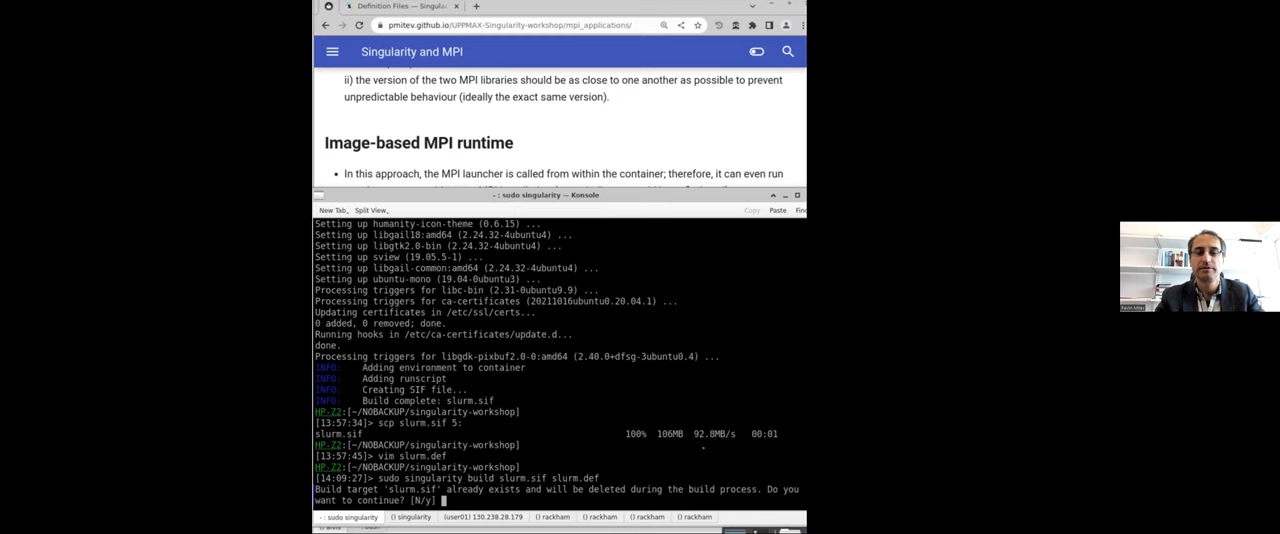 Definition Files — Singular
pmitev.github.io/UPPMAX-Singularity-workshop/mpi_applications/
Singularity and MPI
ii) the version of the two MPI libraries should be as close to one another as possible to prevent
unpredictable behaviour (ideally the exact same version).
Image-based MPI runtime
• In this approach, the MPI launcher is called from within the container; therefore, it can even run
- : sudo singularity — Konsole
New Tab Split View Copy Paste Find
Setting up humanity-icon-theme (0.6.15) ...
Setting up libgail18:amd64 (2.24.32-4ubuntu4) ...
Setting up libgtk2.0-bin (2.24.32-4ubuntu4) ...
Setting up sview (19.05.5-1) ...
Setting up libgail-common:amd64 (2.24.32-4ubuntu4) ...
Setting up ubuntu-mono (19.04-0ubuntu3) ...
Processing triggers for libc-bin (2.31-0ubuntu9.9) ...
Processing triggers for ca-certificates (20211016ubuntu0.20.04.1) ...
Updating certificates in /etc/ssl/certs...
0 added, 0 removed; done.
Running hooks in /etc/ca-certificates/update.d...
done.
Processing triggers for libgdk-pixbuf2.0-0:amd64 (2.40.0+dfsg-3ubuntu0.4) ...
INFO: Adding environment to container
INFO: Adding runscript
INFO: Creating SIF file...
INFO: Build complete: slurm.sif
HP-Z2:[~/NOBACKUP/singularity-workshop]
[13:57:34]> scp slurm.sif 5:
slurm.sif 100% 106MB 92.8MB/s 00:01
HP-Z2:[~/NOBACKUP/singularity-workshop]
[13:57:45]> vim slurm.def
HP-Z2:[~/NOBACKUP/singularity-workshop]
[14:09:27]> sudo singularity build slurm.sif slurm.def
Build target 'slurm.sif' already exists and will be deleted during the build process. Do you
want to continue? [N/y]
- : sudo singularity () singularity (user01) 130.238.28.179 () rackham () rackham () rackham () rackham